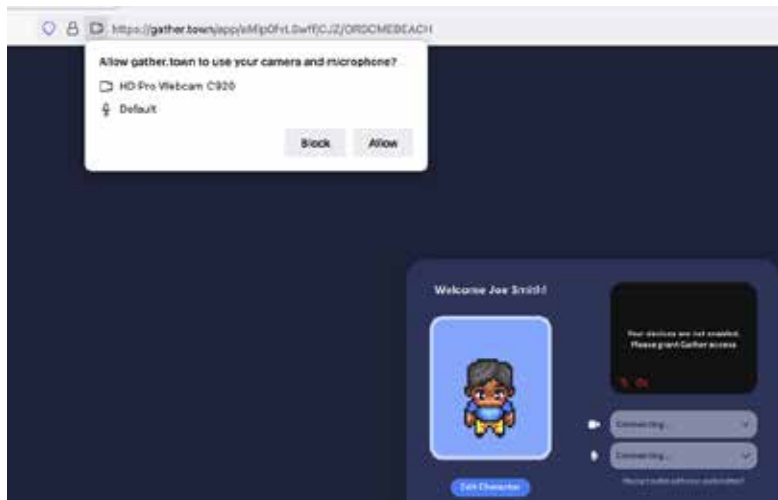 https://gather.town/app/
Allow gather.town to use your camera and microphone?
HD Pro Webcam C920
Default
Block Allow
Welcome Joe Smith!
Your devices are not enabled.
Please grant Gather access
Connecting...
Connecting...
Edit Character